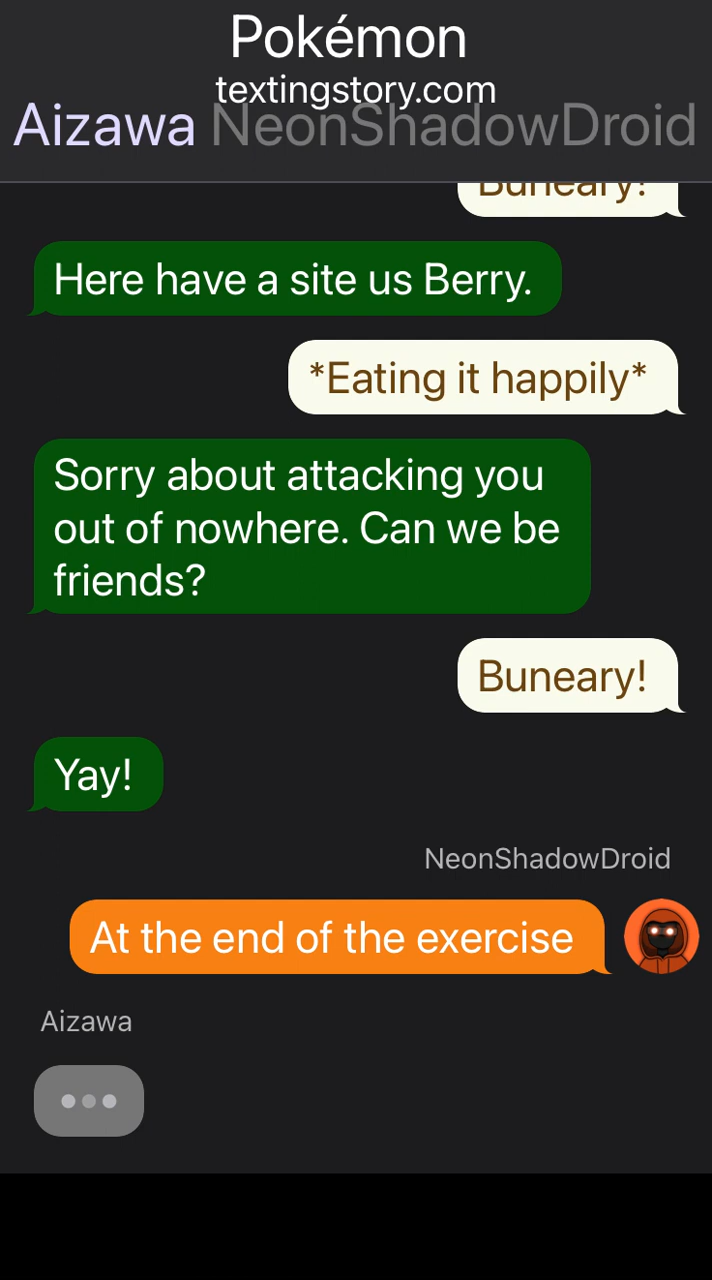 Pokémon
textingstory.com
Aizawa NeonShadowDroid
Buneary!
Here have a site us Berry.
*Eating it happily*
Sorry about attacking you
out of nowhere. Can we be
friends?
Buneary!
Yay!
NeonShadowDroid
At the end of the exercise
Aizawa